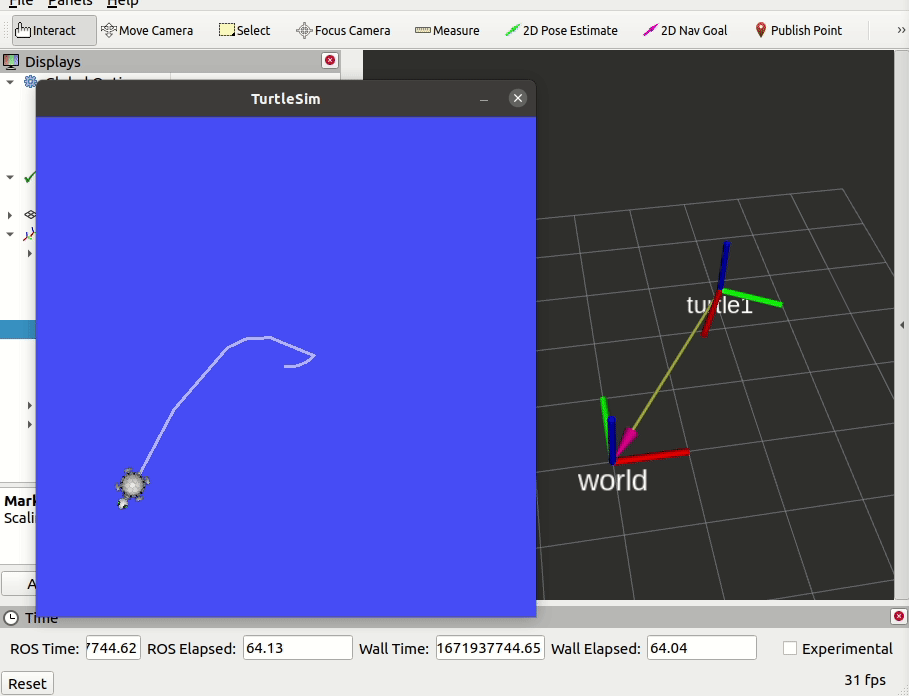 File Panels Help
Interact Move Camera Select Focus Camera Measure 2D Pose Estimate 2D Nav Goal Publish Point »
Displays
TurtleSim
turtle1
world
Time
ROS Time: 7744.62 ROS Elapsed: 64.13 Wall Time: 1671937744.65 Wall Elapsed: 64.04 Experimental
Reset 31 fps